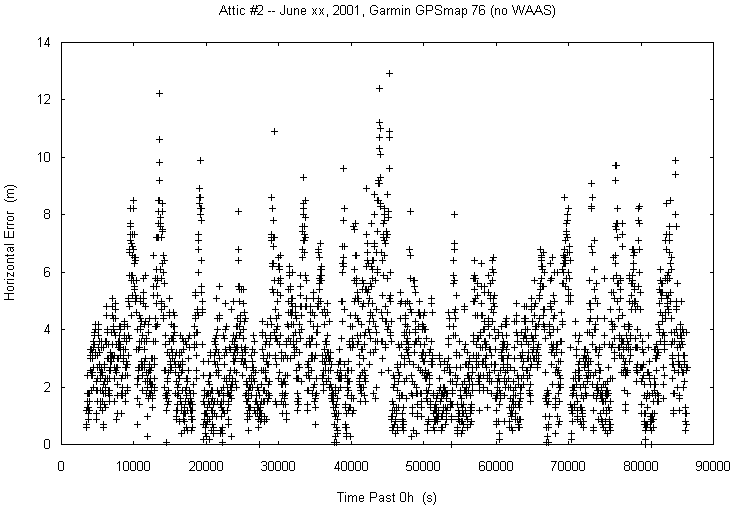 Attic #2 -- June xx, 2001, Garmin GPSmap 76 (no WAAS)
14
12
10
8
6
4
2
0
Horizontal Error (m)
0 10000 20000 30000 40000 50000 60000 70000 80000 90000
Time Past 0h (s)